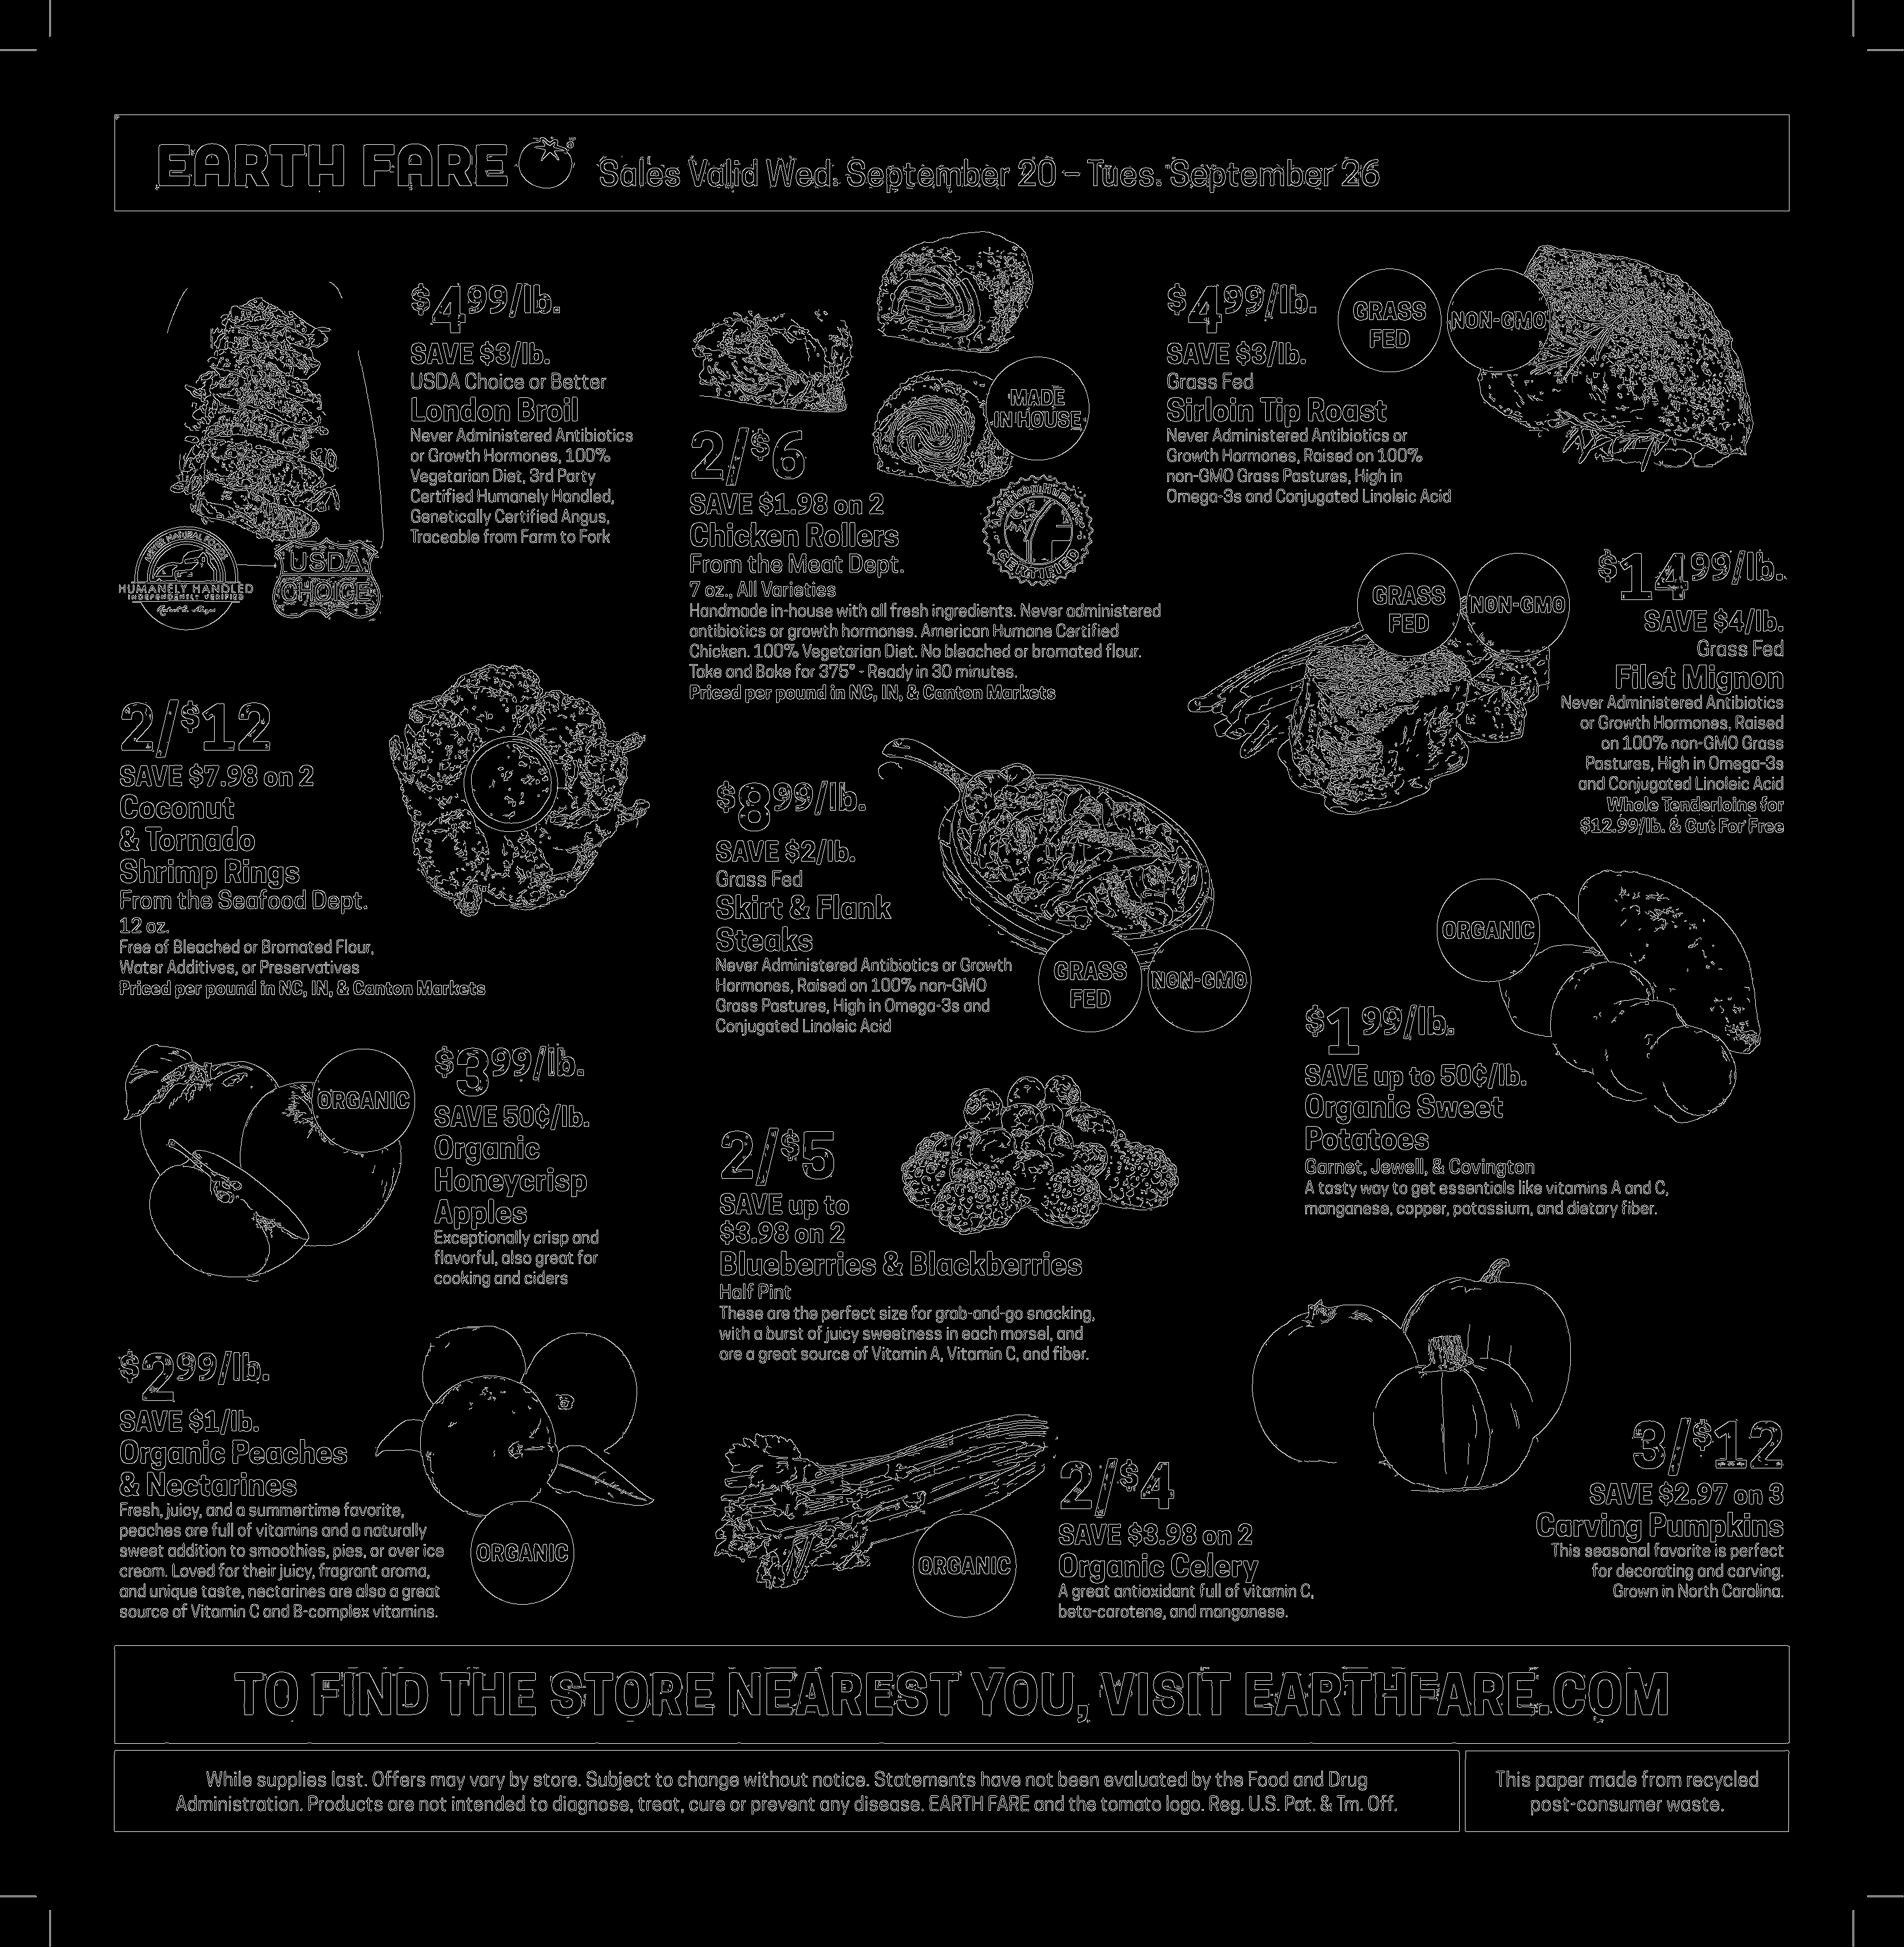 EARTH FARE
Sales Valid Wed. September 20 – Tues. September 26
$4 99/lb.
SAVE $3/lb.
USDA Choice or Better
London Broil
Never Administered Antibiotics
or Growth Hormones, 100%
Vegetarian Diet, 3rd Party
Certified Humanely Handled,
Genetically Certified Angus,
Traceable from Farm to Fork
HUMANELY HANDLED
INDEPENDENTLY VERIFIED
USDA
CHOICE
MADE
IN HOUSE
2/$6
SAVE $1.98 on 2
Chicken Rollers
From the Meat Dept.
7 oz., All Varieties
Handmade in-house with all fresh ingredients. Never administered
antibiotics or growth hormones. American Humane Certified
Chicken. 100% Vegetarian Diet. No bleached or bromated flour.
Take and Bake for 375° - Ready in 30 minutes.
Priced per pound in NC, IN, & Canton Markets
American Humane
CERTIFIED
$4 99/lb.
SAVE $3/lb.
Grass Fed
Sirloin Tip Roast
Never Administered Antibiotics or
Growth Hormones, Raised on 100%
non-GMO Grass Pastures, High in
Omega-3s and Conjugated Linoleic Acid
GRASS
FED
NON-GMO
GRASS
FED
NON-GMO
$14 99/lb.
SAVE $4/lb.
Grass Fed
Filet Mignon
Never Administered Antibiotics
or Growth Hormones, Raised
on 100% non-GMO Grass
Pastures, High in Omega-3s
and Conjugated Linoleic Acid
Whole Tenderloins for
$12.99/lb. & Cut For Free
2/$12
SAVE $7.98 on 2
Coconut
& Tornado
Shrimp Rings
From the Seafood Dept.
12 oz.
Free of Bleached or Bromated Flour,
Water Additives, or Preservatives
Priced per pound in NC, IN, & Canton Markets
$8 99/lb.
SAVE $2/lb.
Grass Fed
Skirt & Flank
Steaks
Never Administered Antibiotics or Growth
Hormones, Raised on 100% non-GMO
Grass Pastures, High in Omega-3s and
Conjugated Linoleic Acid
GRASS
FED
NON-GMO
ORGANIC
$1 99/lb.
SAVE up to 50¢/lb.
Organic Sweet
Potatoes
Garnet, Jewell, & Covington
A tasty way to get essentials like vitamins A and C,
manganese, copper, potassium, and dietary fiber.
ORGANIC
$3 99/lb.
SAVE 50¢/lb.
Organic
Honeycrisp
Apples
Exceptionally crisp and
flavorful, also great for
cooking and ciders
2/$5
SAVE up to
$3.98 on 2
Blueberries & Blackberries
Half Pint
These are the perfect size for grab-and-go snacking,
with a burst of juicy sweetness in each morsel, and
are a great source of Vitamin A, Vitamin C, and fiber.
$2 99/lb.
SAVE $1/lb.
Organic Peaches
& Nectarines
Fresh, juicy, and a summertime favorite,
peaches are full of vitamins and a naturally
sweet addition to smoothies, pies, or over ice
cream. Loved for their juicy, fragrant aroma,
and unique taste, nectarines are also a great
source of Vitamin C and B-complex vitamins.
ORGANIC
ORGANIC
2/$4
SAVE $3.98 on 2
Organic Celery
A great antioxidant full of vitamin C,
beta-carotene, and manganese.
3/$12
SAVE $2.97 on 3
Carving Pumpkins
This seasonal favorite is perfect
for decorating and carving.
Grown in North Carolina.
TO FIND THE STORE NEAREST YOU, VISIT EARTHFARE.COM
While supplies last. Offers may vary by store. Subject to change without notice. Statements have not been evaluated by the Food and Drug
Administration. Products are not intended to diagnose, treat, cure or prevent any disease. EARTH FARE and the tomato logo. Reg. U.S. Pat. & Tm. Off.
This paper made from recycled
post-consumer waste.